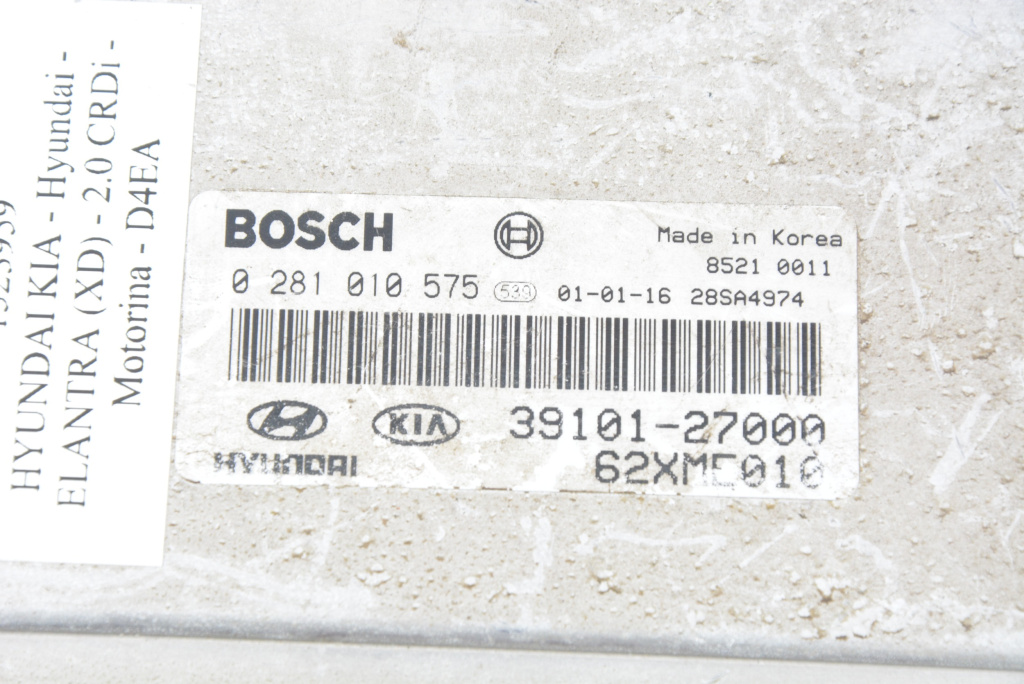 HYUNDAI KIA - Hyundai -
ELANTRA (XD) - 2.0 CRDi -
Motorina - D4EA
BOSCH
Made in Korea
8521 0011
0 281 010 575 539 01-01-16 28SA4974
HYUNDAI KIA 39101-27000